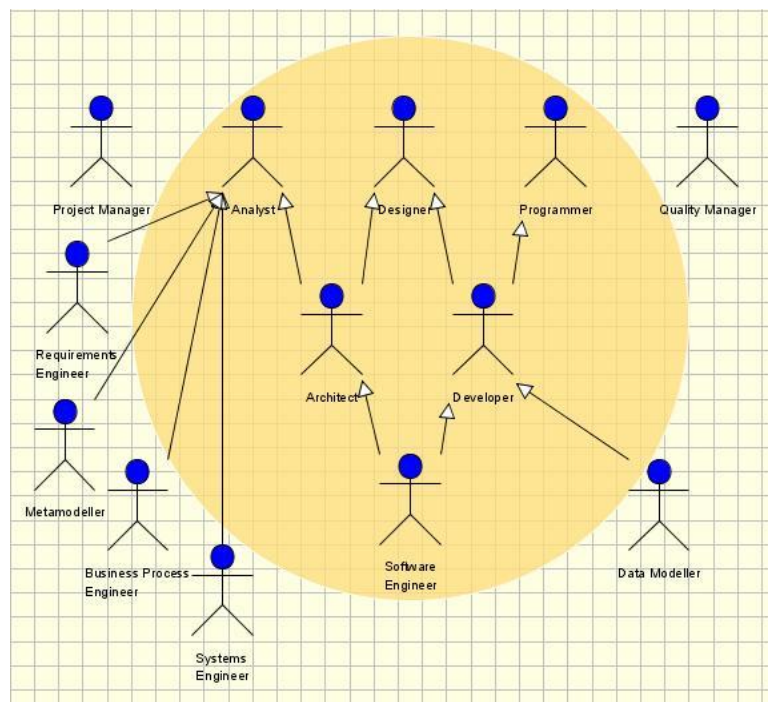 Project Manager
Analyst
Designer
Programmer
Quality Manager
Requirements
Engineer
Architect
Developer
Metamodeller
Business Process
Engineer
Software
Engineer
Data Modeller
Systems
Engineer